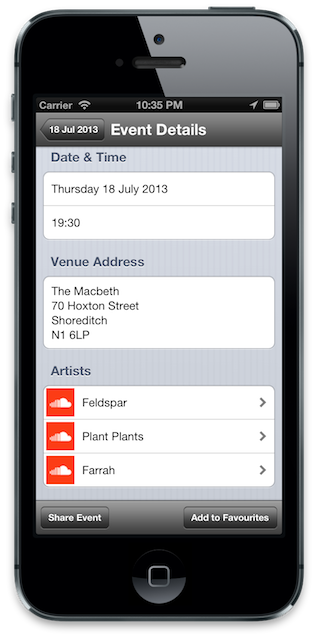 Carrier 10:35 PM
18 Jul 2013 Event Details
Date & Time
Thursday 18 July 2013
19:30
Venue Address
The Macbeth
70 Hoxton Street
Shoreditch
N1 6LP
Artists
Feldspar
Plant Plants
Farrah
Share Event Add to Favourites